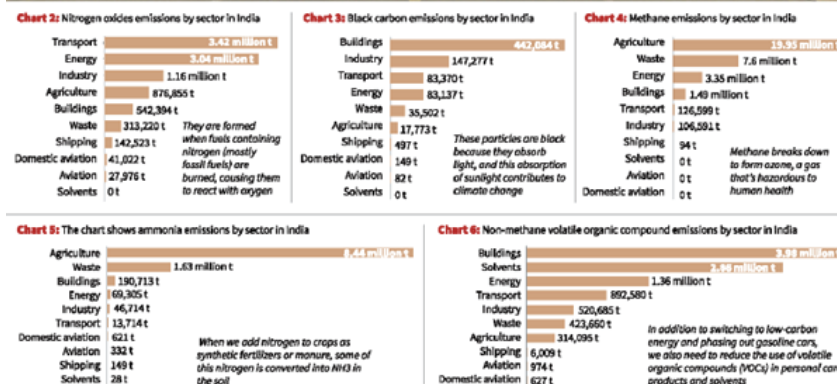 Chart 2: Nitrogen oxides emissions by sector in India
Transport 3.42 million t
Energy 3.04 million t
Industry 1.16 million t
Agriculture 876,855 t
Buildings 542,394 t
Waste 313,220 t
Shipping 142,523 t
Domestic aviation 41,022 t
Aviation 27,976 t
Solvents 0 t
They are formed
when fuels containing
nitrogen (mostly
fossil fuels) are
burned, causing them
to react with oxygen
Chart 3: Black carbon emissions by sector in India
Buildings 442,084 t
Industry 147,277 t
Transport 83,370 t
Energy 83,137 t
Waste 35,502 t
Agriculture 17,773 t
Shipping 497 t
Domestic aviation 149 t
Aviation 82 t
Solvents 0 t
These particles are black
because they absorb
light, and this absorption
of sunlight contributes to
climate change
Chart 4: Methane emissions by sector in India
Agriculture 19.95 million t
Waste 7.6 million t
Energy 3.35 million t
Buildings 1.49 million t
Transport 126,599 t
Industry 106,591 t
Shipping 94 t
Solvents 0 t
Aviation 0 t
Domestic aviation 0 t
Methane breaks down
to form ozone, a gas
that's hazardous to
human health
Chart 5: The chart shows ammonia emissions by sector in India
Agriculture 8.44 million t
Waste 1.63 million t
Buildings 190,713 t
Energy 69,305 t
Industry 46,714 t
Transport 13,714 t
Domestic aviation 621 t
Aviation 332 t
Shipping 149 t
Solvents 28 t
When we add nitrogen to crops as
synthetic fertilizers or manure, some of
this nitrogen is converted into NH3 in
the soil
Chart 6: Non-methane volatile organic compound emissions by sector in India
Buildings 3.98 million t
Solvents 2.86 million t
Energy 1.36 million t
Transport 892,580 t
Industry 520,685 t
Waste 423,660 t
Agriculture 314,095 t
Shipping 6,009 t
Aviation 974 t
Domestic aviation 627 t
In addition to switching to low-carbon
energy and phasing out gasoline cars,
we also need to reduce the use of volatile
organic compounds (VOCs) in personal
products and solvents